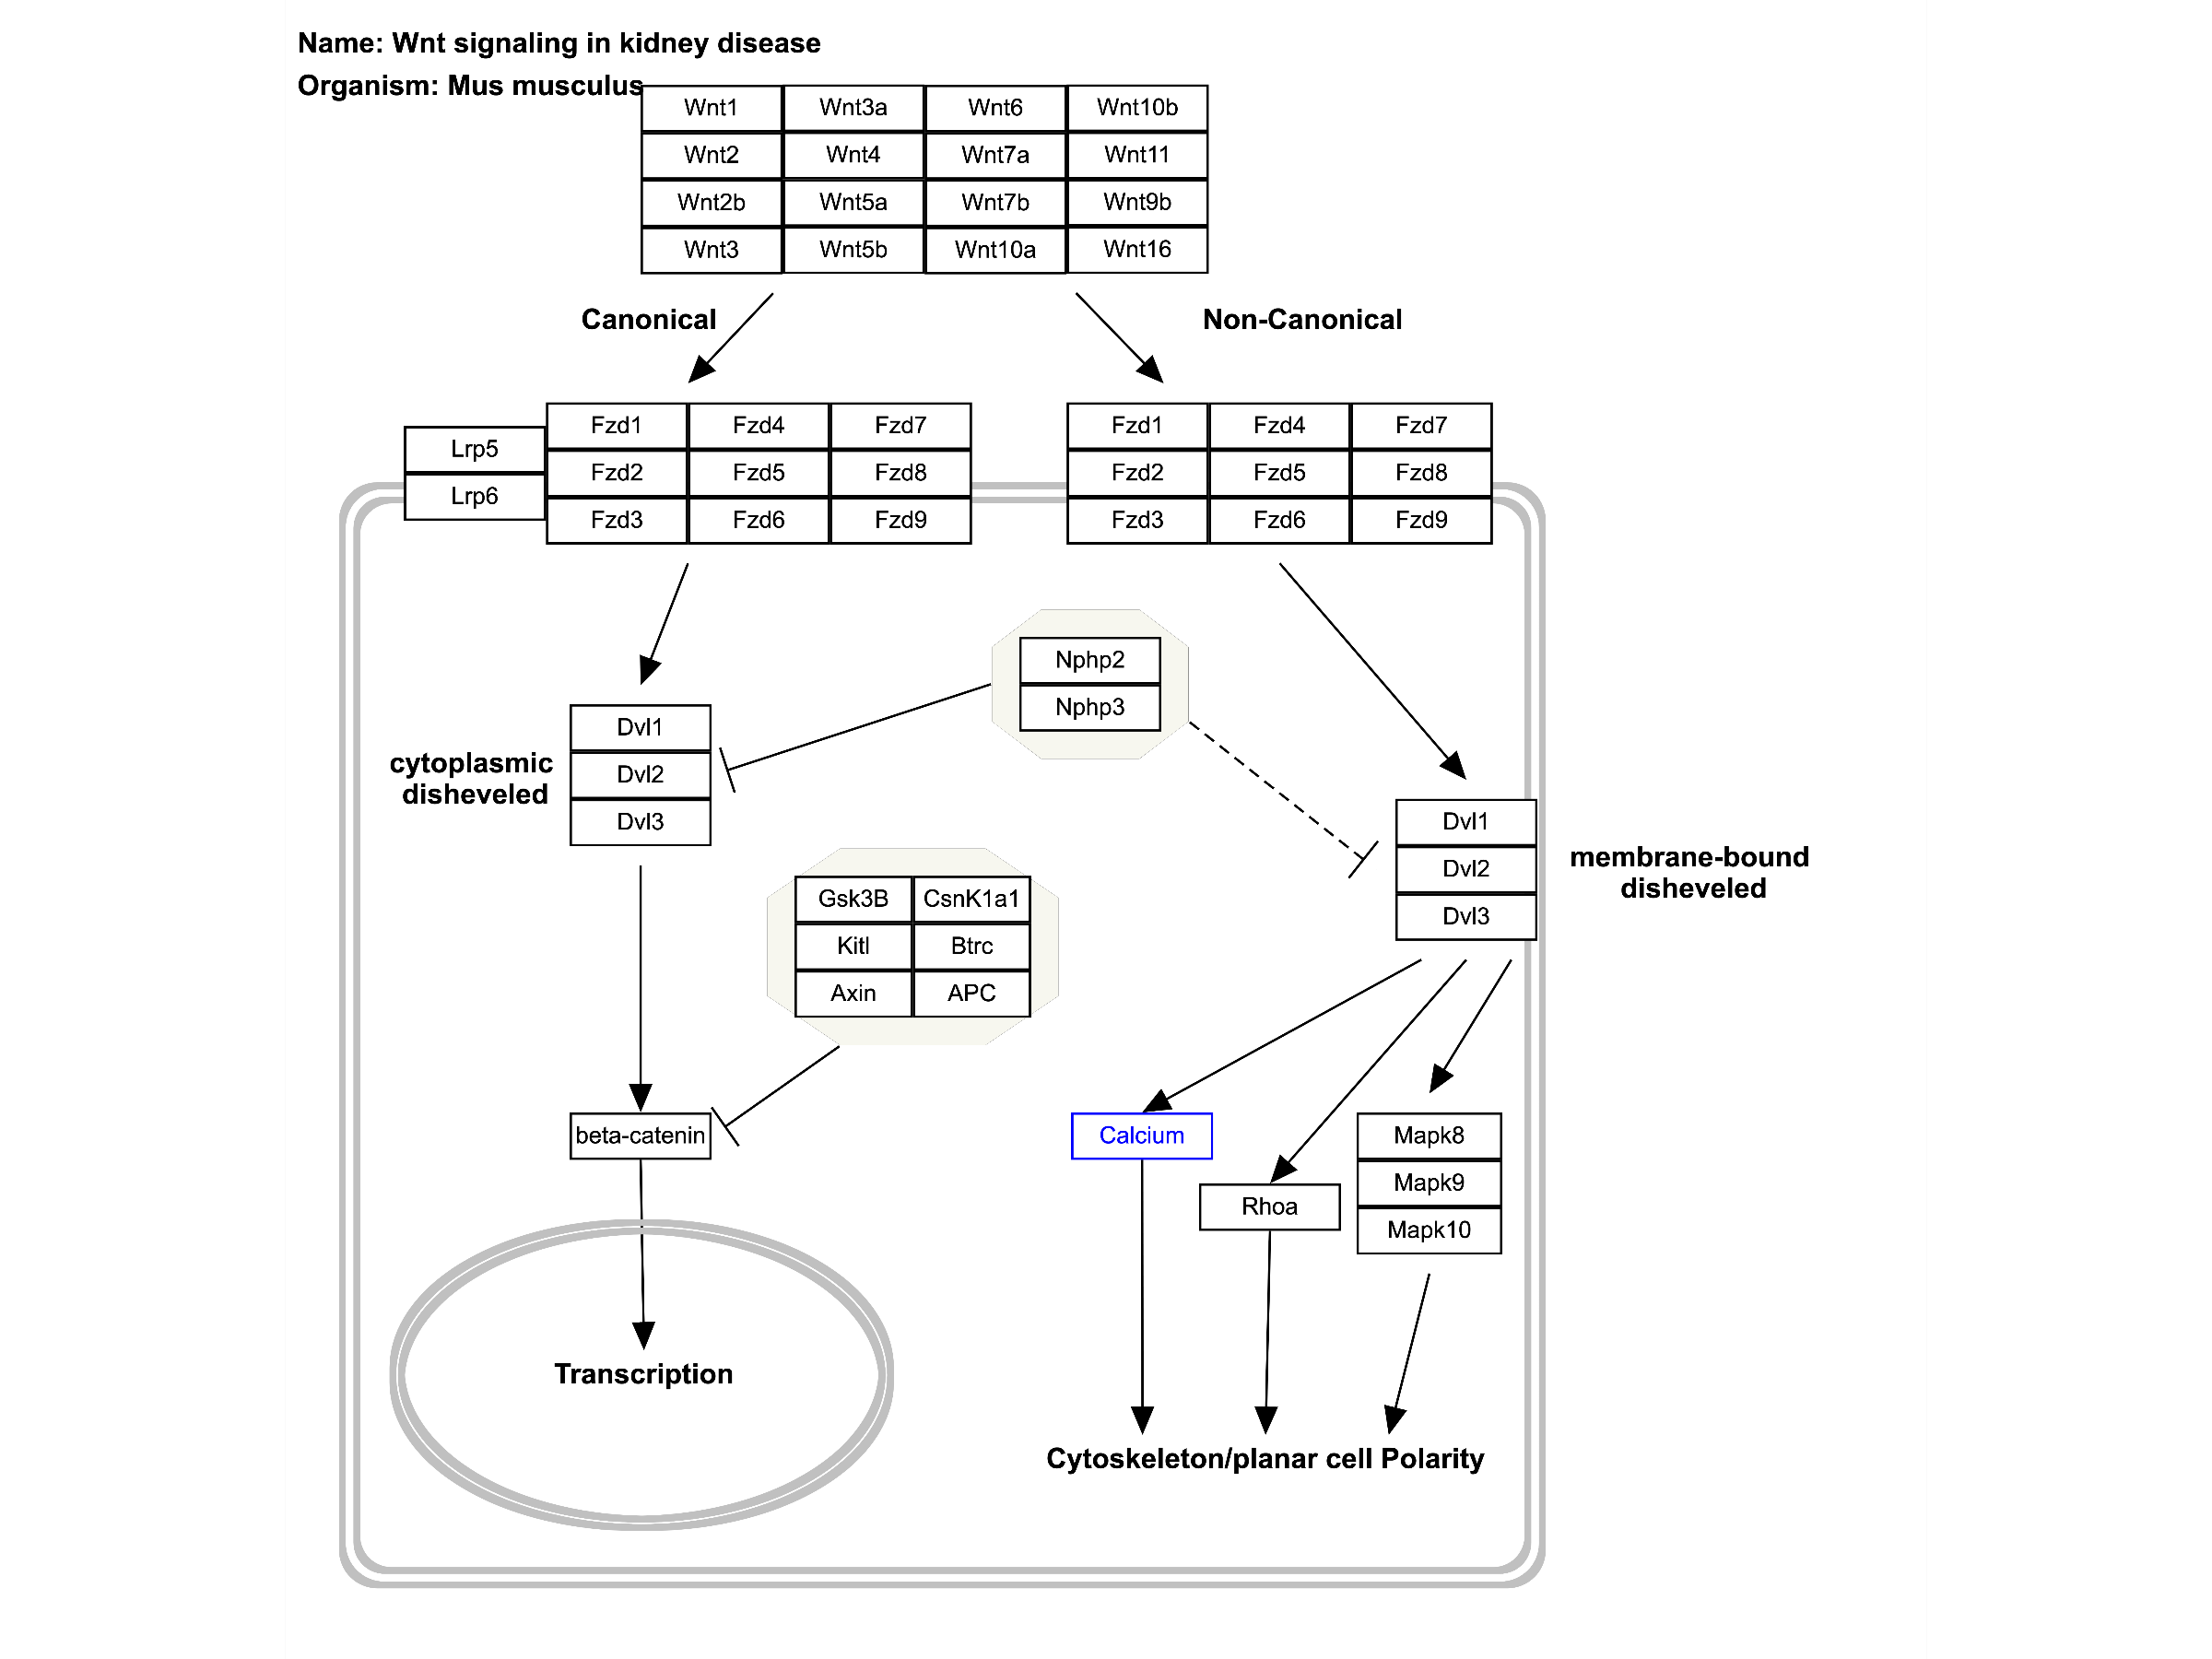 Name: Wnt signaling in kidney disease
Organism: Mus musculus
Wnt1 Wnt3a Wnt6 Wnt10b
Wnt2 Wnt4 Wnt7a Wnt11
Wnt2b Wnt5a Wnt7b Wnt9b
Wnt3 Wnt5b Wnt10a Wnt16
Canonical
Non-Canonical
Lrp5
Lrp6
Fzd1 Fzd4 Fzd7
Fzd2 Fzd5 Fzd8
Fzd3 Fzd6 Fzd9
Fzd1 Fzd4 Fzd7
Fzd2 Fzd5 Fzd8
Fzd3 Fzd6 Fzd9
Nphp2
Nphp3
cytoplasmic
disheveled
Dvl1
Dvl2
Dvl3
Dvl1
Dvl2
Dvl3
membrane-bound
disheveled
Gsk3B CsnK1a1
Kitl Btrc
Axin APC
beta-catenin
Calcium
Rhoa
Mapk8
Mapk9
Mapk10
Transcription
Cytoskeleton/planar cell Polarity